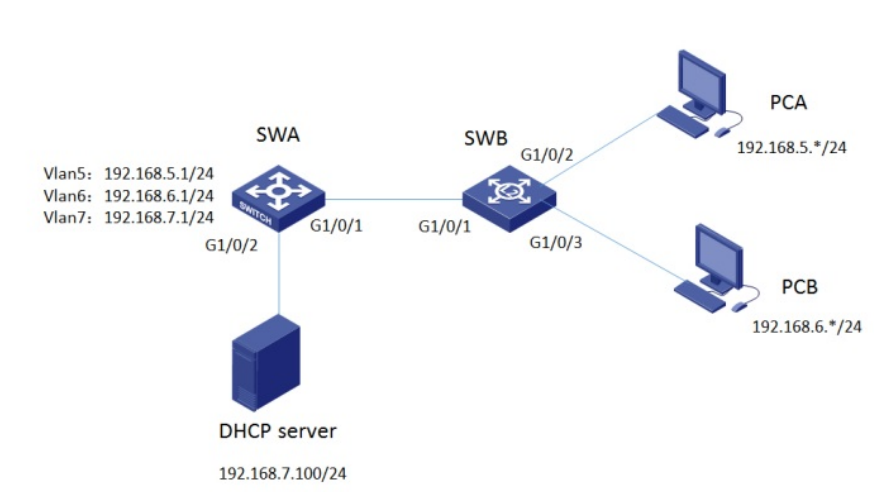 PCA
SWA
SWB
G1/0/2
192.168.5.*/24
Vlan5：192.168.5.1/24
Vlan6：192.168.6.1/24
Vlan7：192.168.7.1/24
L2
SWITCH
G1/0/1
G1/0/1
G1/0/2
G1/0/3
PCB
192.168.6.*/24
DHCP server
192.168.7.100/24